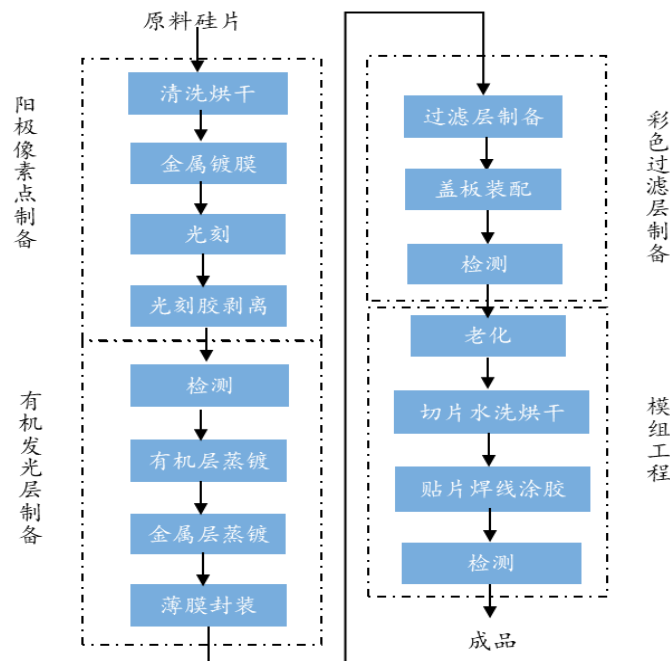 原料硅片
阳极像素点制备
清洗烘干
金属镀膜
光刻
光刻胶剥离
有机发光层制备
检测
有机层蒸镀
金属层蒸镀
薄膜封装
彩色过滤层制备
过滤层制备
盖板装配
检测
模组工程
老化
切片水洗烘干
贴片焊线涂胶
检测
成品